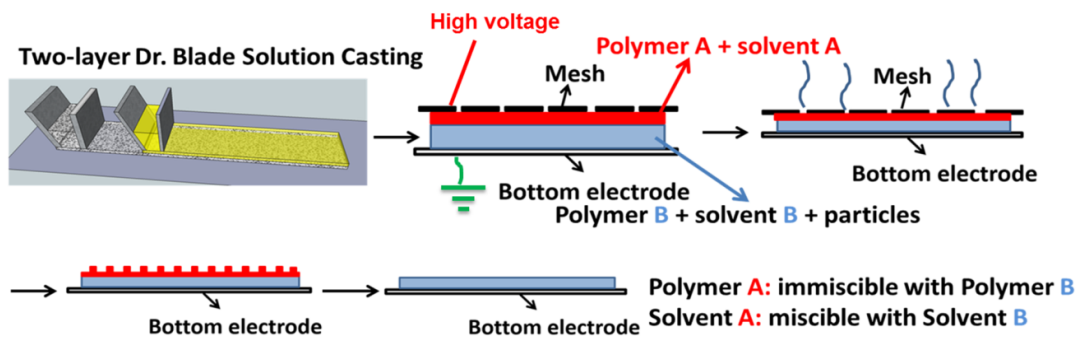 Two-layer Dr. Blade Solution Casting
High voltage
Polymer A + solvent A
Mesh
Bottom electrode
Polymer B + solvent B + particles
Mesh
Bottom electrode
Bottom electrode
Bottom electrode
Polymer A: immiscible with Polymer B
Solvent A: miscible with Solvent B